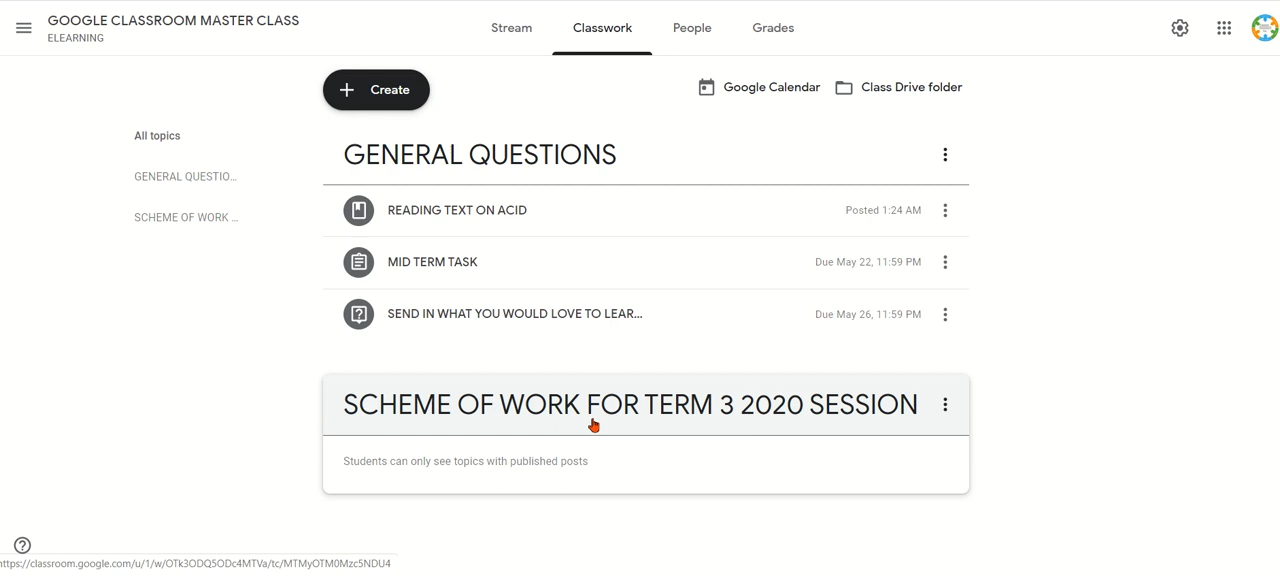 GOOGLE CLASSROOM MASTER CLASS
ELEARNING
Stream
Classwork
People
Grades
Create
Google Calendar
Class Drive folder
All topics
GENERAL QUESTIO...
SCHEME OF WORK ...
GENERAL QUESTIONS
READING TEXT ON ACID
Posted 1:24 AM
MID TERM TASK
Due May 22, 11:59 PM
SEND IN WHAT YOU WOULD LOVE TO LEAR...
Due May 26, 11:59 PM
SCHEME OF WORK FOR TERM 3 2020 SESSION
Students can only see topics with published posts
https://classroom.google.com/u/1/w/OTk3ODQ5ODc4MTVa/tc/MTMyOTM0Mzc5NDU4